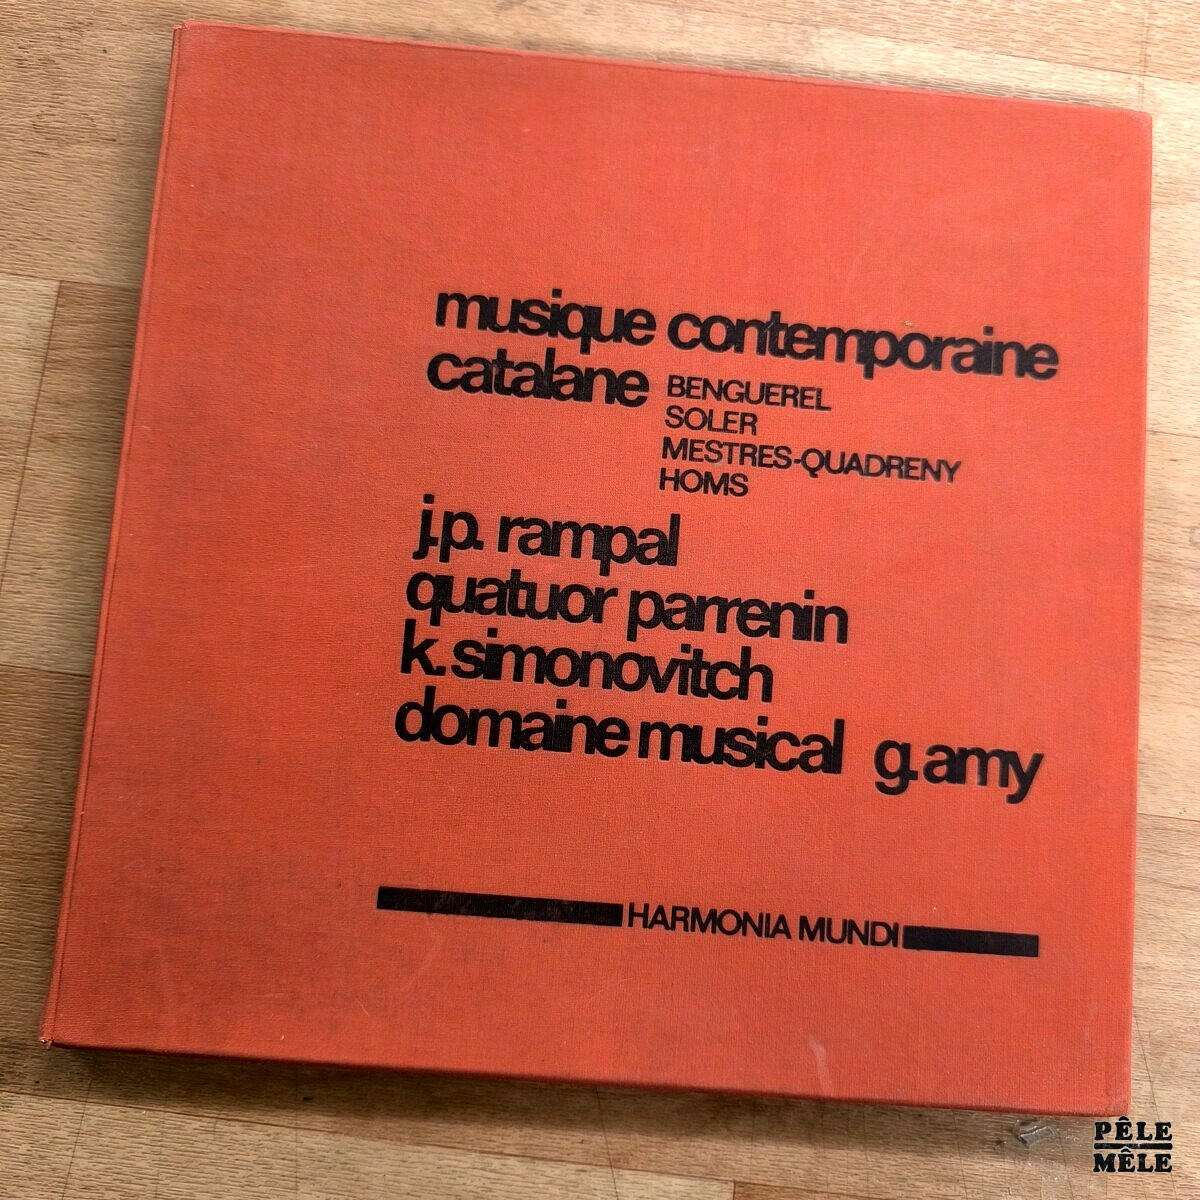 musique contemporaine
catalane BENGUEREL
SOLER
MESTRES-QUADRENY
HOMS
j.p. rampal
quatuor parrenin
k. simonovitch
domaine musical g. amy
HARMONIA MUNDI
PÊLE
MÊLE